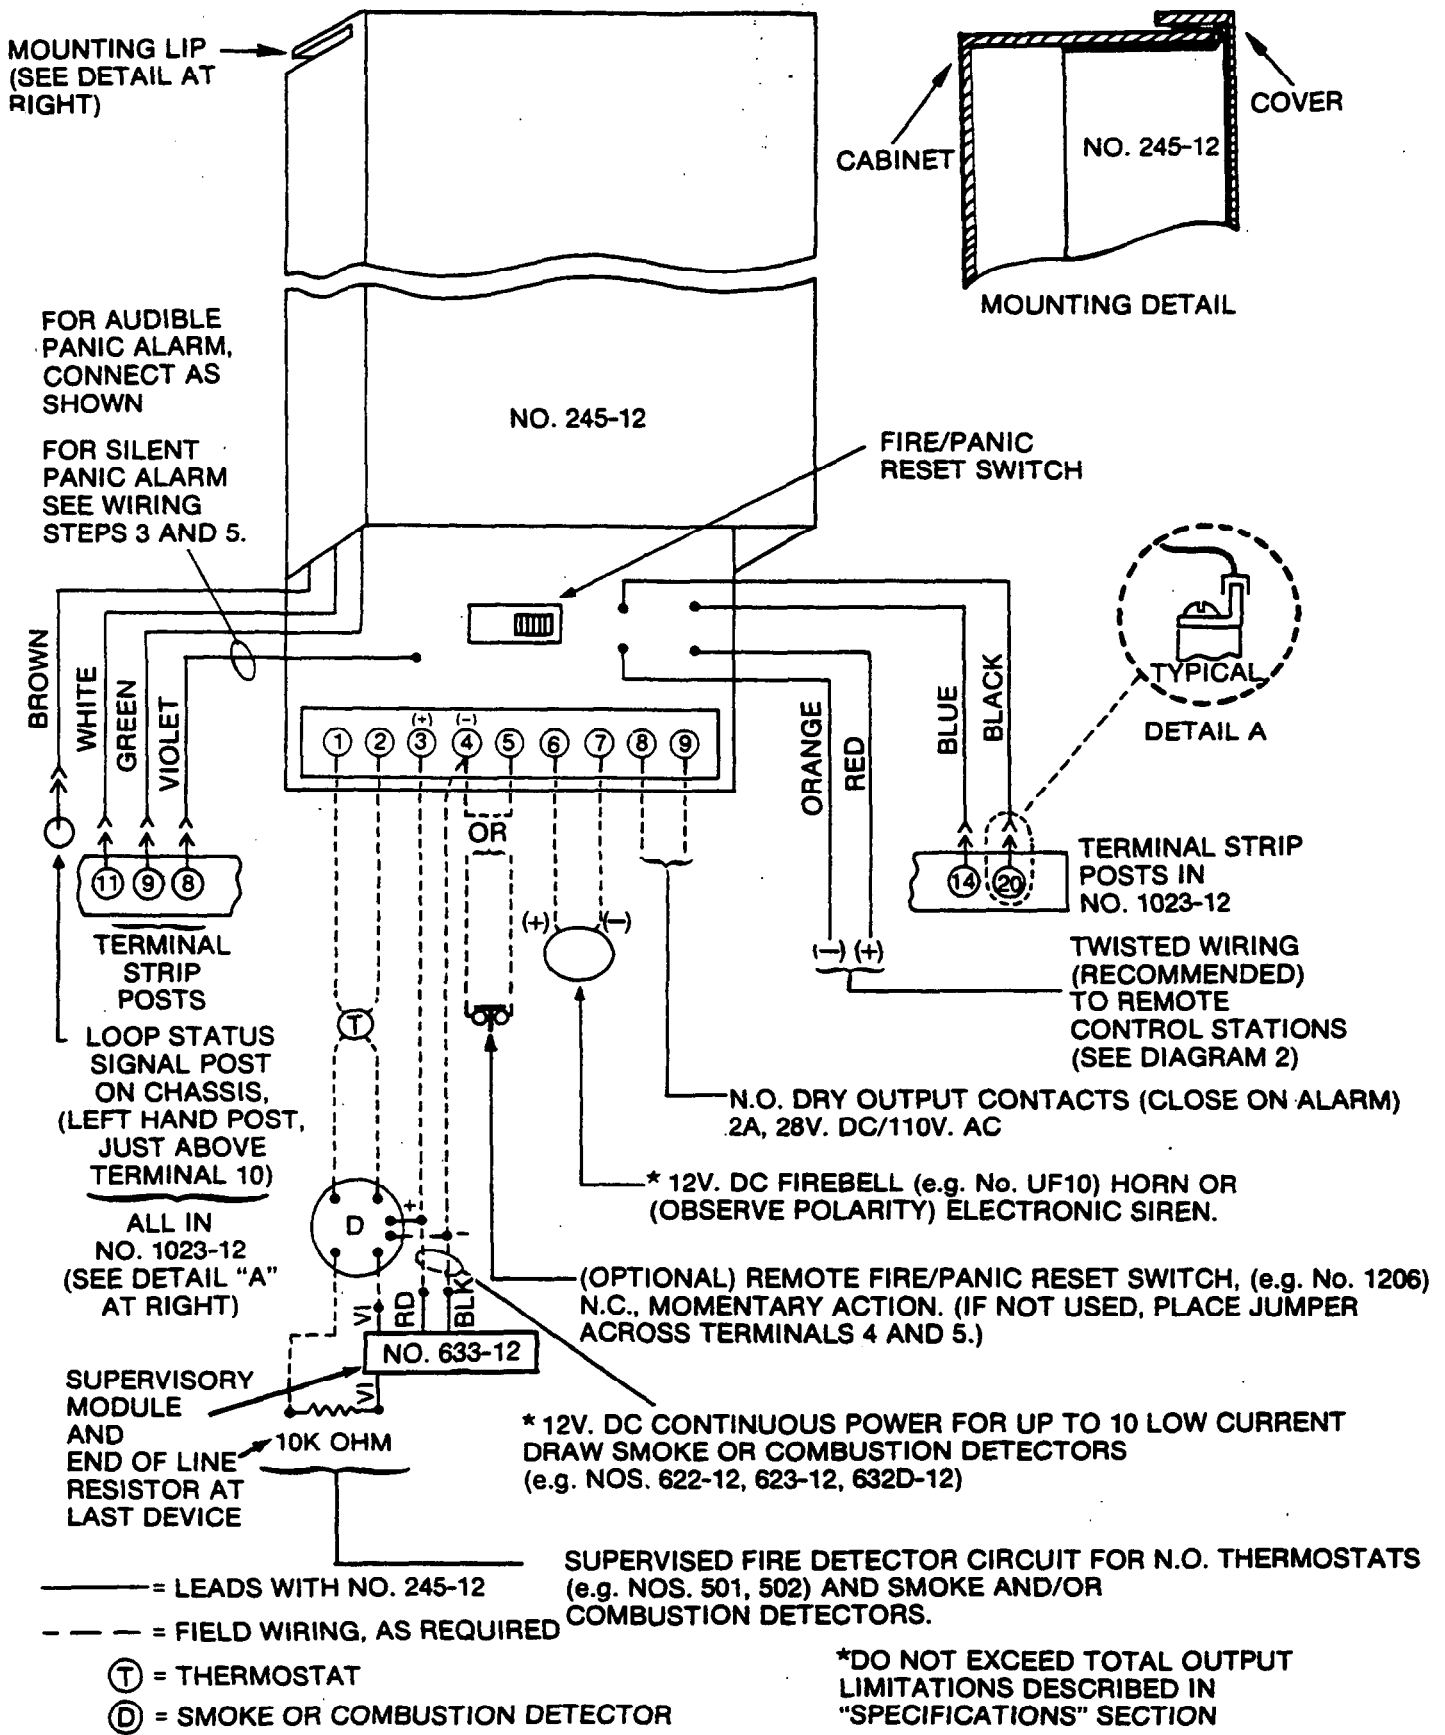 MOUNTING LIP
(SEE DETAIL AT
RIGHT)
CABINET
COVER
NO. 245-12
MOUNTING DETAIL
FOR AUDIBLE
PANIC ALARM,
CONNECT AS
SHOWN
FOR SILENT
PANIC ALARM
SEE WIRING
STEPS 3 AND 5.
NO. 245-12
FIRE/PANIC
RESET SWITCH
TYPICAL
DETAIL A
BROWN
WHITE
GREEN
VIOLET
ORANGE
RED
BLUE
BLACK
(+) (-)
1 2 3 4 5 6 7 8 9
OR
11 9 8
TERMINAL
STRIP
POSTS
14 20
TERMINAL STRIP
POSTS IN
NO. 1023-12
(+) (-)
(-) (+)
TWISTED WIRING
(RECOMMENDED)
TO REMOTE
CONTROL STATIONS
(SEE DIAGRAM 2)
T
LOOP STATUS
SIGNAL POST
ON CHASSIS,
(LEFT HAND POST,
JUST ABOVE
TERMINAL 10)
ALL IN
NO. 1023-12
(SEE DETAIL "A"
AT RIGHT)
N.O. DRY OUTPUT CONTACTS (CLOSE ON ALARM)
2A, 28V. DC/110V. AC
* 12V. DC FIREBELL (e.g. No. UF10) HORN OR
(OBSERVE POLARITY) ELECTRONIC SIREN.
D
+
-
(OPTIONAL) REMOTE FIRE/PANIC RESET SWITCH, (e.g. No. 1206)
N.C., MOMENTARY ACTION. (IF NOT USED, PLACE JUMPER
ACROSS TERMINALS 4 AND 5.)
VI
RD
BLK
NO. 633-12
VI
SUPERVISORY
MODULE
AND
END OF LINE
RESISTOR AT
LAST DEVICE
10K OHM
* 12V. DC CONTINUOUS POWER FOR UP TO 10 LOW CURRENT
DRAW SMOKE OR COMBUSTION DETECTORS
(e.g. NOS. 622-12, 623-12, 632D-12)
SUPERVISED FIRE DETECTOR CIRCUIT FOR N.O. THERMOSTATS
(e.g. NOS. 501, 502) AND SMOKE AND/OR
COMBUSTION DETECTORS.
= LEADS WITH NO. 245-12
= FIELD WIRING, AS REQUIRED
T = THERMOSTAT
D = SMOKE OR COMBUSTION DETECTOR
*DO NOT EXCEED TOTAL OUTPUT
LIMITATIONS DESCRIBED IN
"SPECIFICATIONS" SECTION